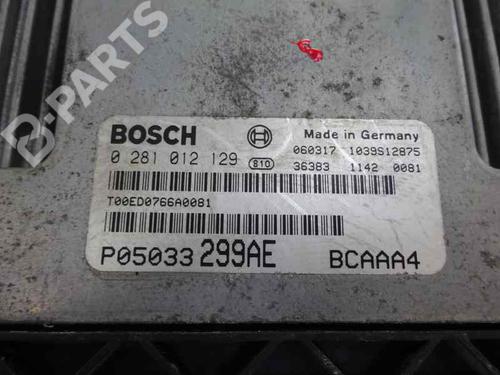 B-PARTS
BOSCH
Made in Germany
0 281 012 129 810
060317 1039S12875
36383 1142 0081
T00ED0766A0081
P05033 299AE BCAAA4